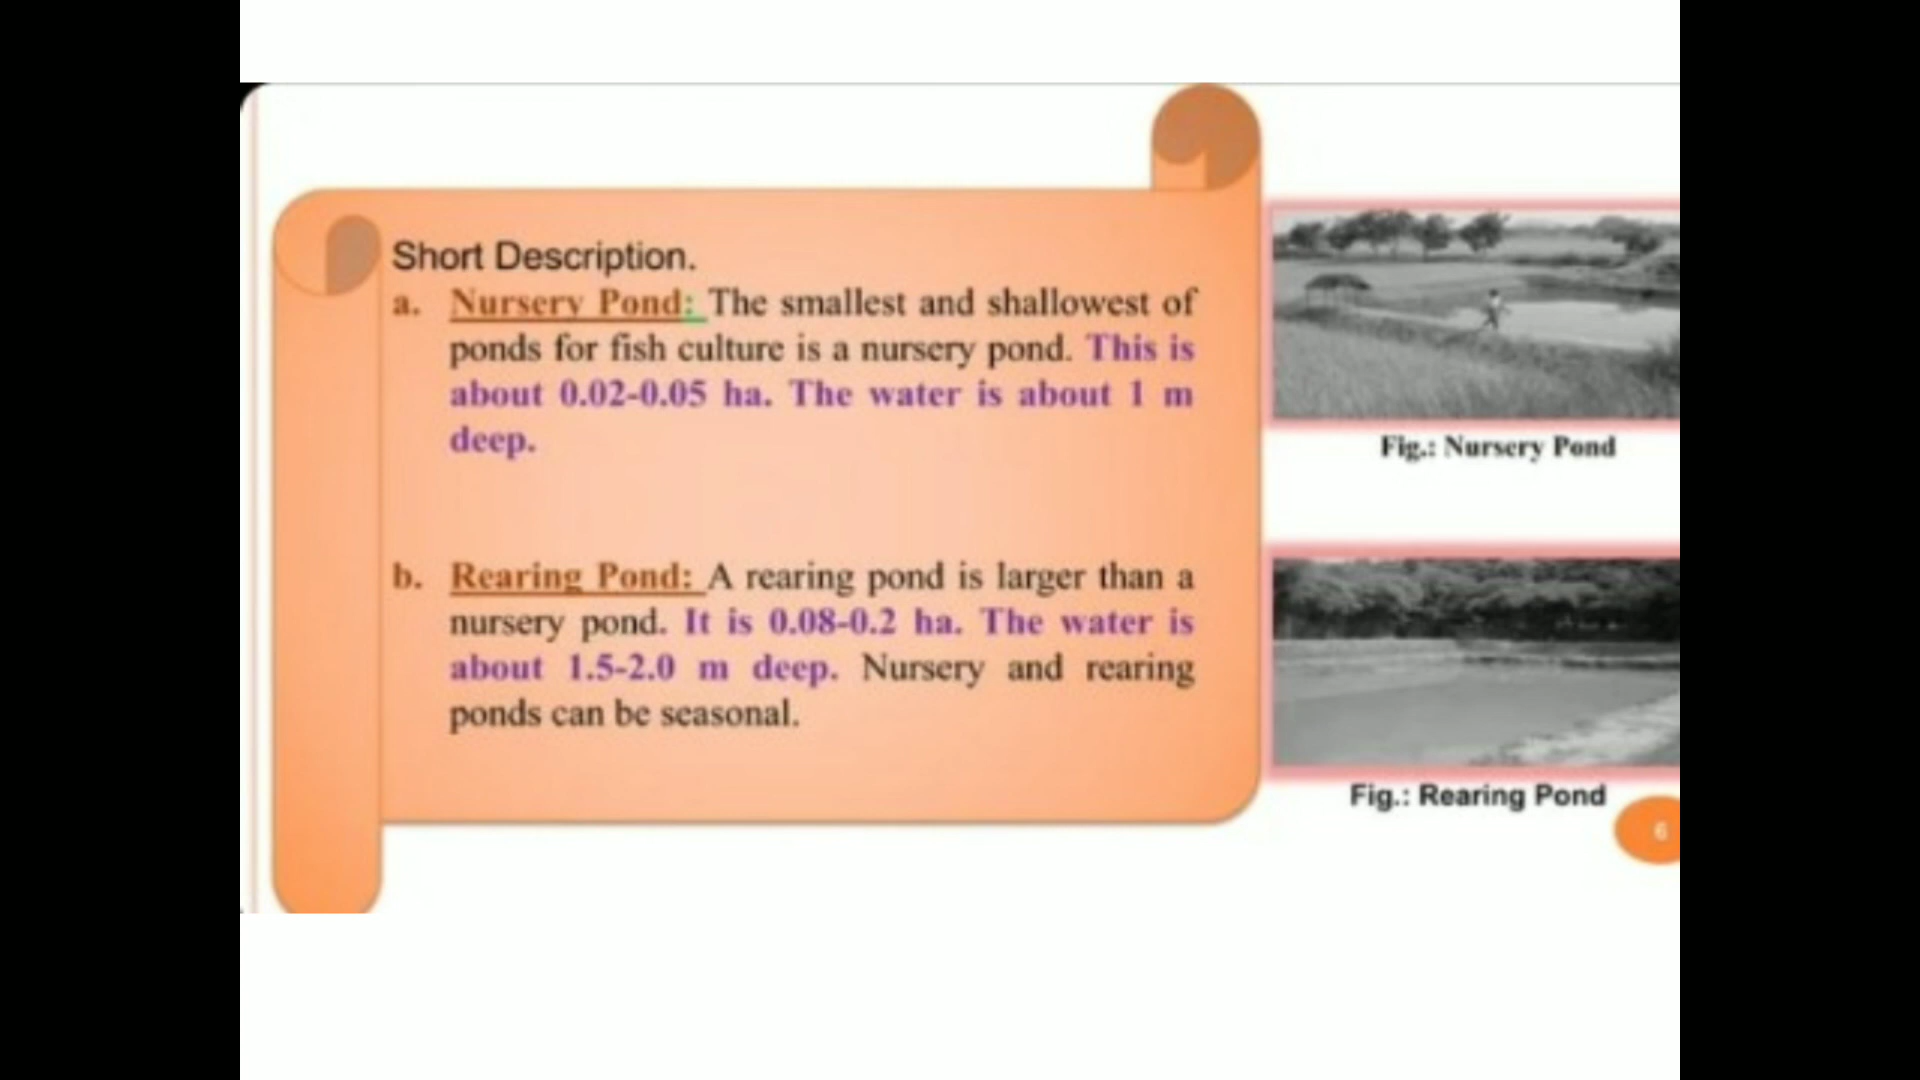 Short Description.
a. Nursery Pond: The smallest and shallowest of
ponds for fish culture is a nursery pond. This is
about 0.02-0.05 ha. The water is about 1 m
deep.
b. Rearing Pond: A rearing pond is larger than a
nursery pond. It is 0.08-0.2 ha. The water is
about 1.5-2.0 m deep. Nursery and rearing
ponds can be seasonal.
Fig.: Nursery Pond
Fig.: Rearing Pond
6